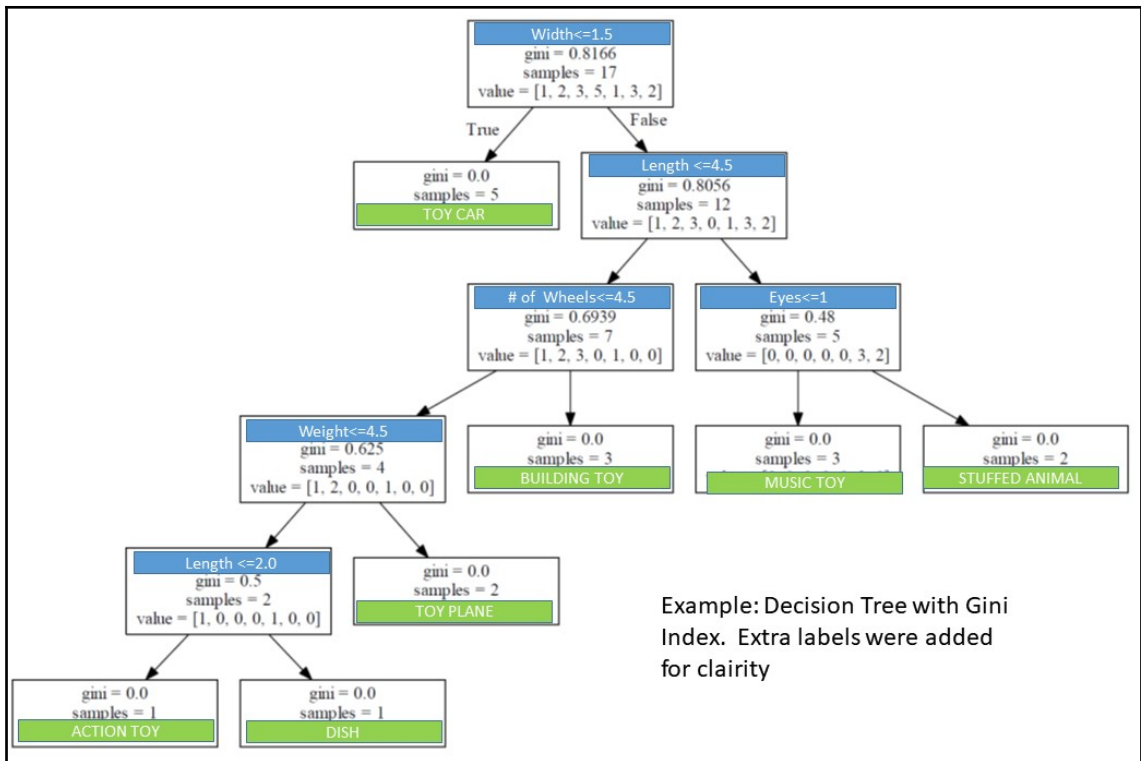 Width<=1.5
gini = 0.8166
samples = 17
value = [1, 2, 3, 5, 1, 3, 2]
True
False
gini = 0.0
samples = 5
TOY CAR
Length <=4.5
gini = 0.8056
samples = 12
value = [1, 2, 3, 0, 1, 3, 2]
# of Wheels<=4.5
gini = 0.6939
samples = 7
value = [1, 2, 3, 0, 1, 0, 0]
Eyes<=1
gini = 0.48
samples = 5
value = [0, 0, 0, 0, 0, 3, 2]
Weight<=4.5
gini = 0.625
samples = 4
value = [1, 2, 0, 0, 1, 0, 0]
gini = 0.0
samples = 3
BUILDING TOY
gini = 0.0
samples = 3
MUSIC TOY
gini = 0.0
samples = 2
STUFFED ANIMAL
Length <=2.0
gini = 0.5
samples = 2
value = [1, 0, 0, 0, 1, 0, 0]
gini = 0.0
samples = 2
TOY PLANE
Example: Decision Tree with Gini
Index. Extra labels were added
for clairity
gini = 0.0
samples = 1
ACTION TOY
gini = 0.0
samples = 1
DISH